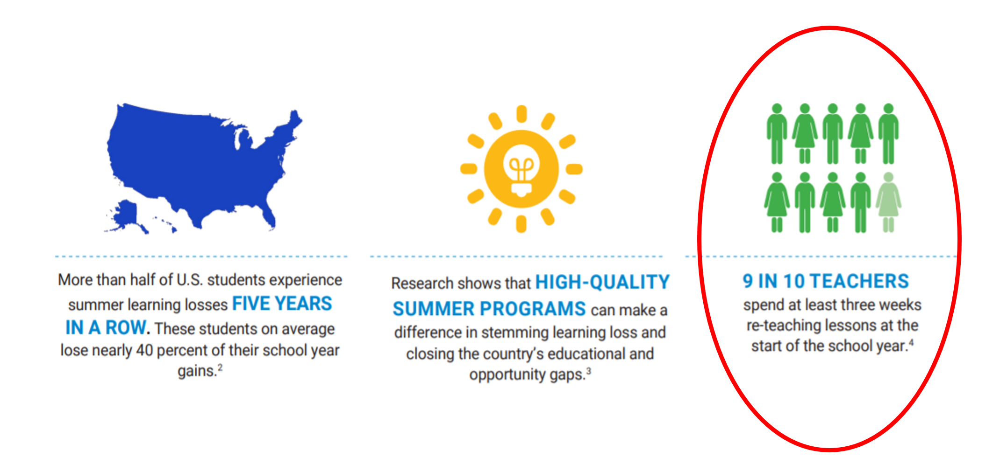 More than half of U.S. students experience
summer learning losses FIVE YEARS
IN A ROW. These students on average
lose nearly 40 percent of their school year
gains.²
Research shows that HIGH-QUALITY
SUMMER PROGRAMS can make a
difference in stemming learning loss and
closing the country's educational and
opportunity gaps.³
9 IN 10 TEACHERS
spend at least three weeks
re-teaching lessons at the
start of the school year.⁴